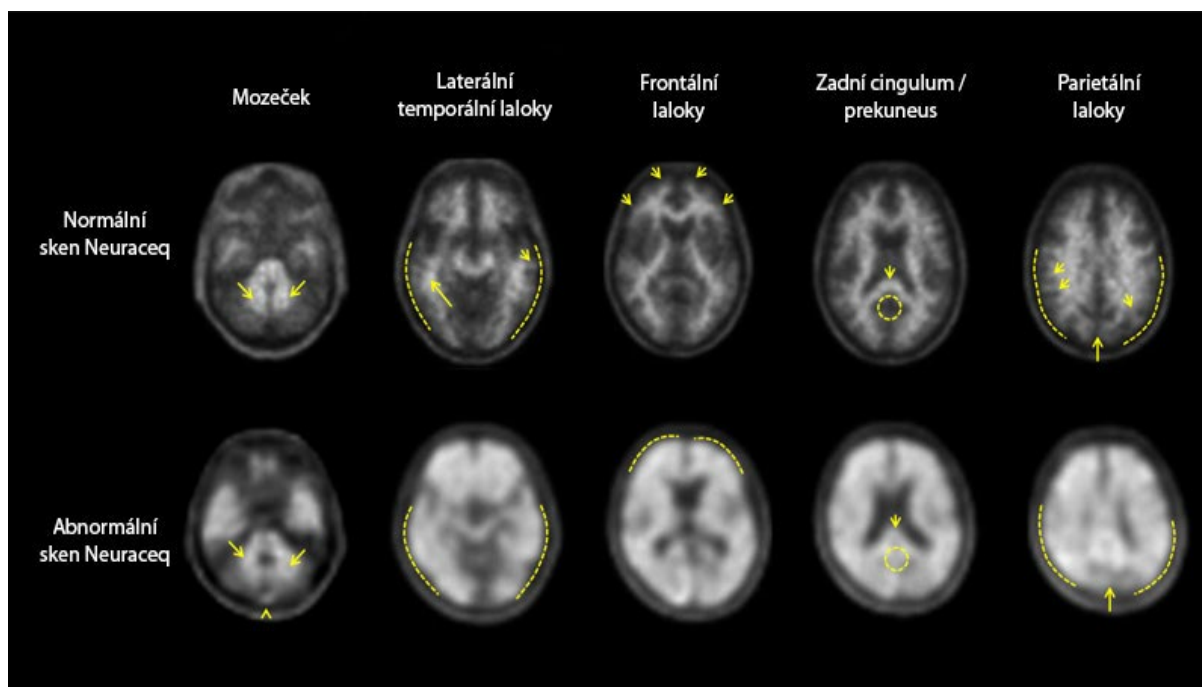 Mozeček
Laterální
temporální laloky
Frontální
laloky
Zadní cingulum /
prekuneus
Parietální
laloky
Normální
sken Neuraceq
Abnormální
sken Neuraceq